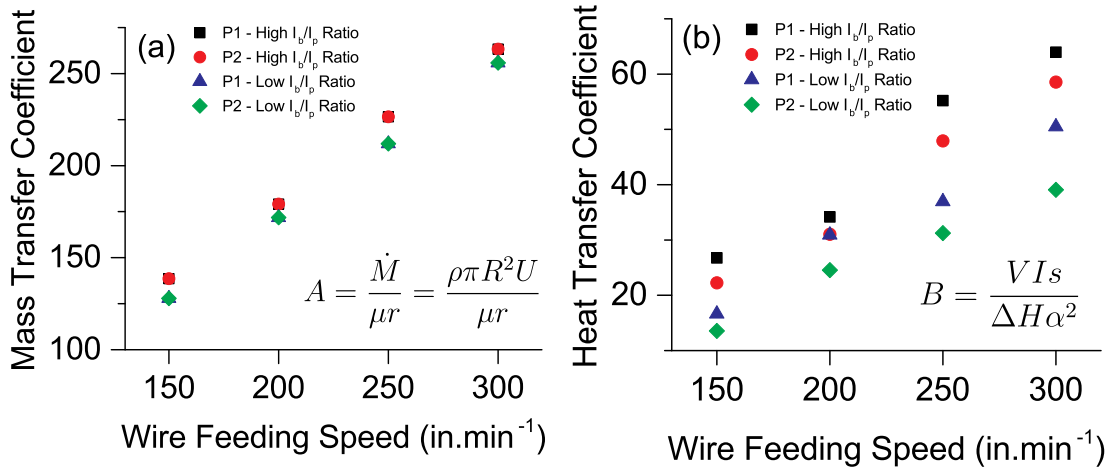 (a)
P1 - High I_b/I_p Ratio
P2 - High I_b/I_p Ratio
P1 - Low I_b/I_p Ratio
P2 - Low I_b/I_p Ratio
Mass Transfer Coefficient
250
200
150
100
A = Ṁ/μr = ρπR²U/μr
150 200 250 300
Wire Feeding Speed (in.min⁻¹)
(b)
P1 - High I_b/I_p Ratio
P2 - High I_b/I_p Ratio
P1 - Low I_b/I_p Ratio
P2 - Low I_b/I_p Ratio
Heat Transfer Coefficient
60
40
20
B = VIs/ΔHα²
150 200 250 300
Wire Feeding Speed (in.min⁻¹)